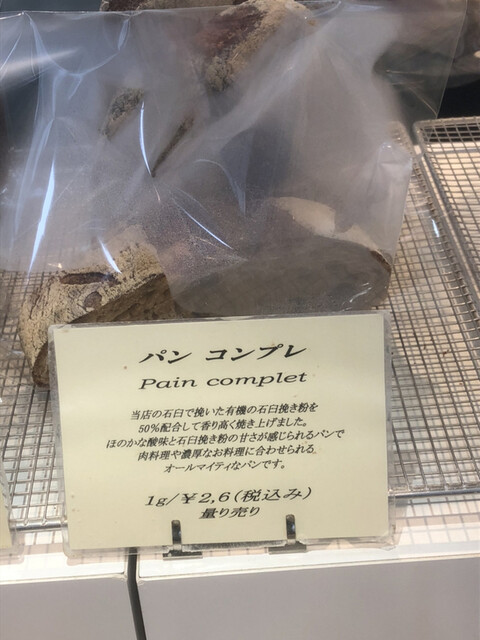 パン コンプレ
Pain complet
当店の石臼で挽いた有機の石臼挽き粉を
50%配合して香り高く焼き上げました。
ほのかな酸味と石臼挽き粉の甘さが感じられるパンで
肉料理や濃厚なお料理に合わせられる
オールマイティなパンです。
1g/¥2,6(税込み)
量り売り